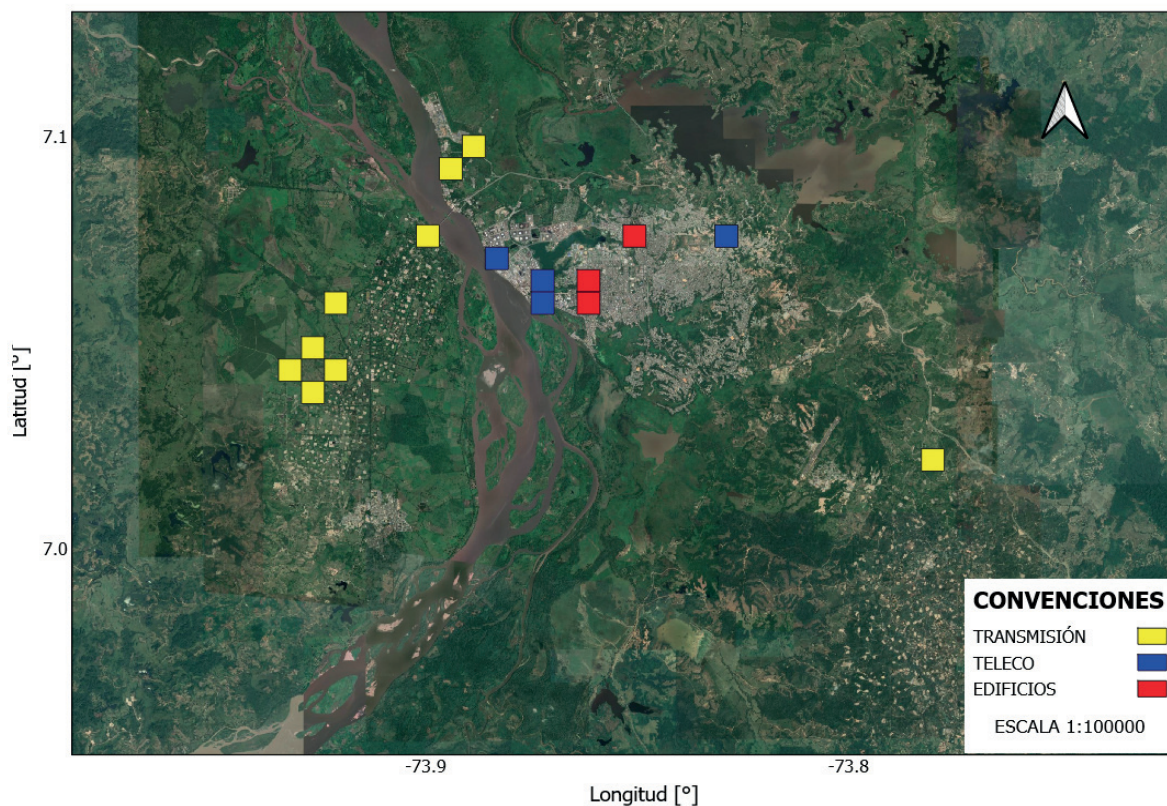 7.1
Latitud [°]
7.0
CONVENCIONES
TRANSMISIÓN
TELECO
EDIFICIOS
ESCALA 1:100000
-73.9
-73.8
Longitud [°]